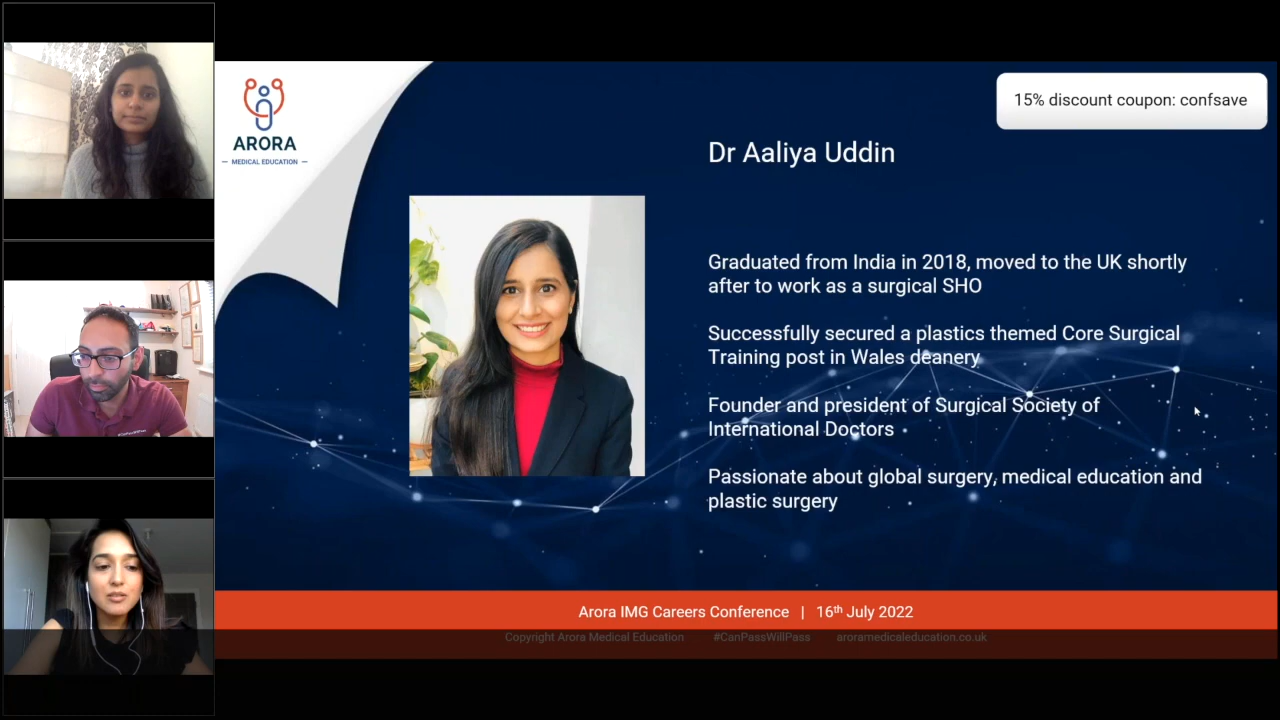 ARORA
MEDICAL EDUCATION
15% discount coupon: confsave
Dr Aaliya Uddin
Graduated from India in 2018, moved to the UK shortly
after to work as a surgical SHO
Successfully secured a plastics themed Core Surgical
Training post in Wales deanery
Founder and president of Surgical Society of
International Doctors
Passionate about global surgery, medical education and
plastic surgery
Arora IMG Careers Conference | 16th July 2022
Copyright Arora Medical Education #CanPassWillPass aroramedicaleducation.co.uk